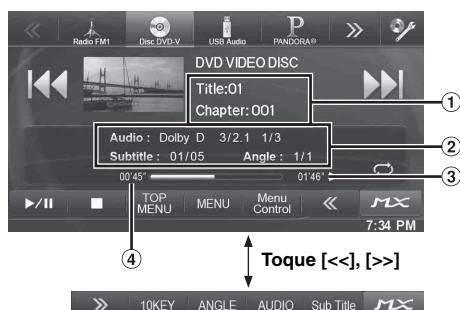 Radio FM1 Disc DVD-V USB Audio PANDORA®
DVD VIDEO DISC
Title:01
Chapter: 001
1
Audio : Dolby D 3/2.1 1/3
2
Subtitle : 01/05 Angle : 1/1
00'45" 01'46"
3
TOP MENU MENU Menu Control « MX
7:34 PM
4
Toque [<<], [>>]
» 10KEY ANGLE AUDIO Sub Title MX